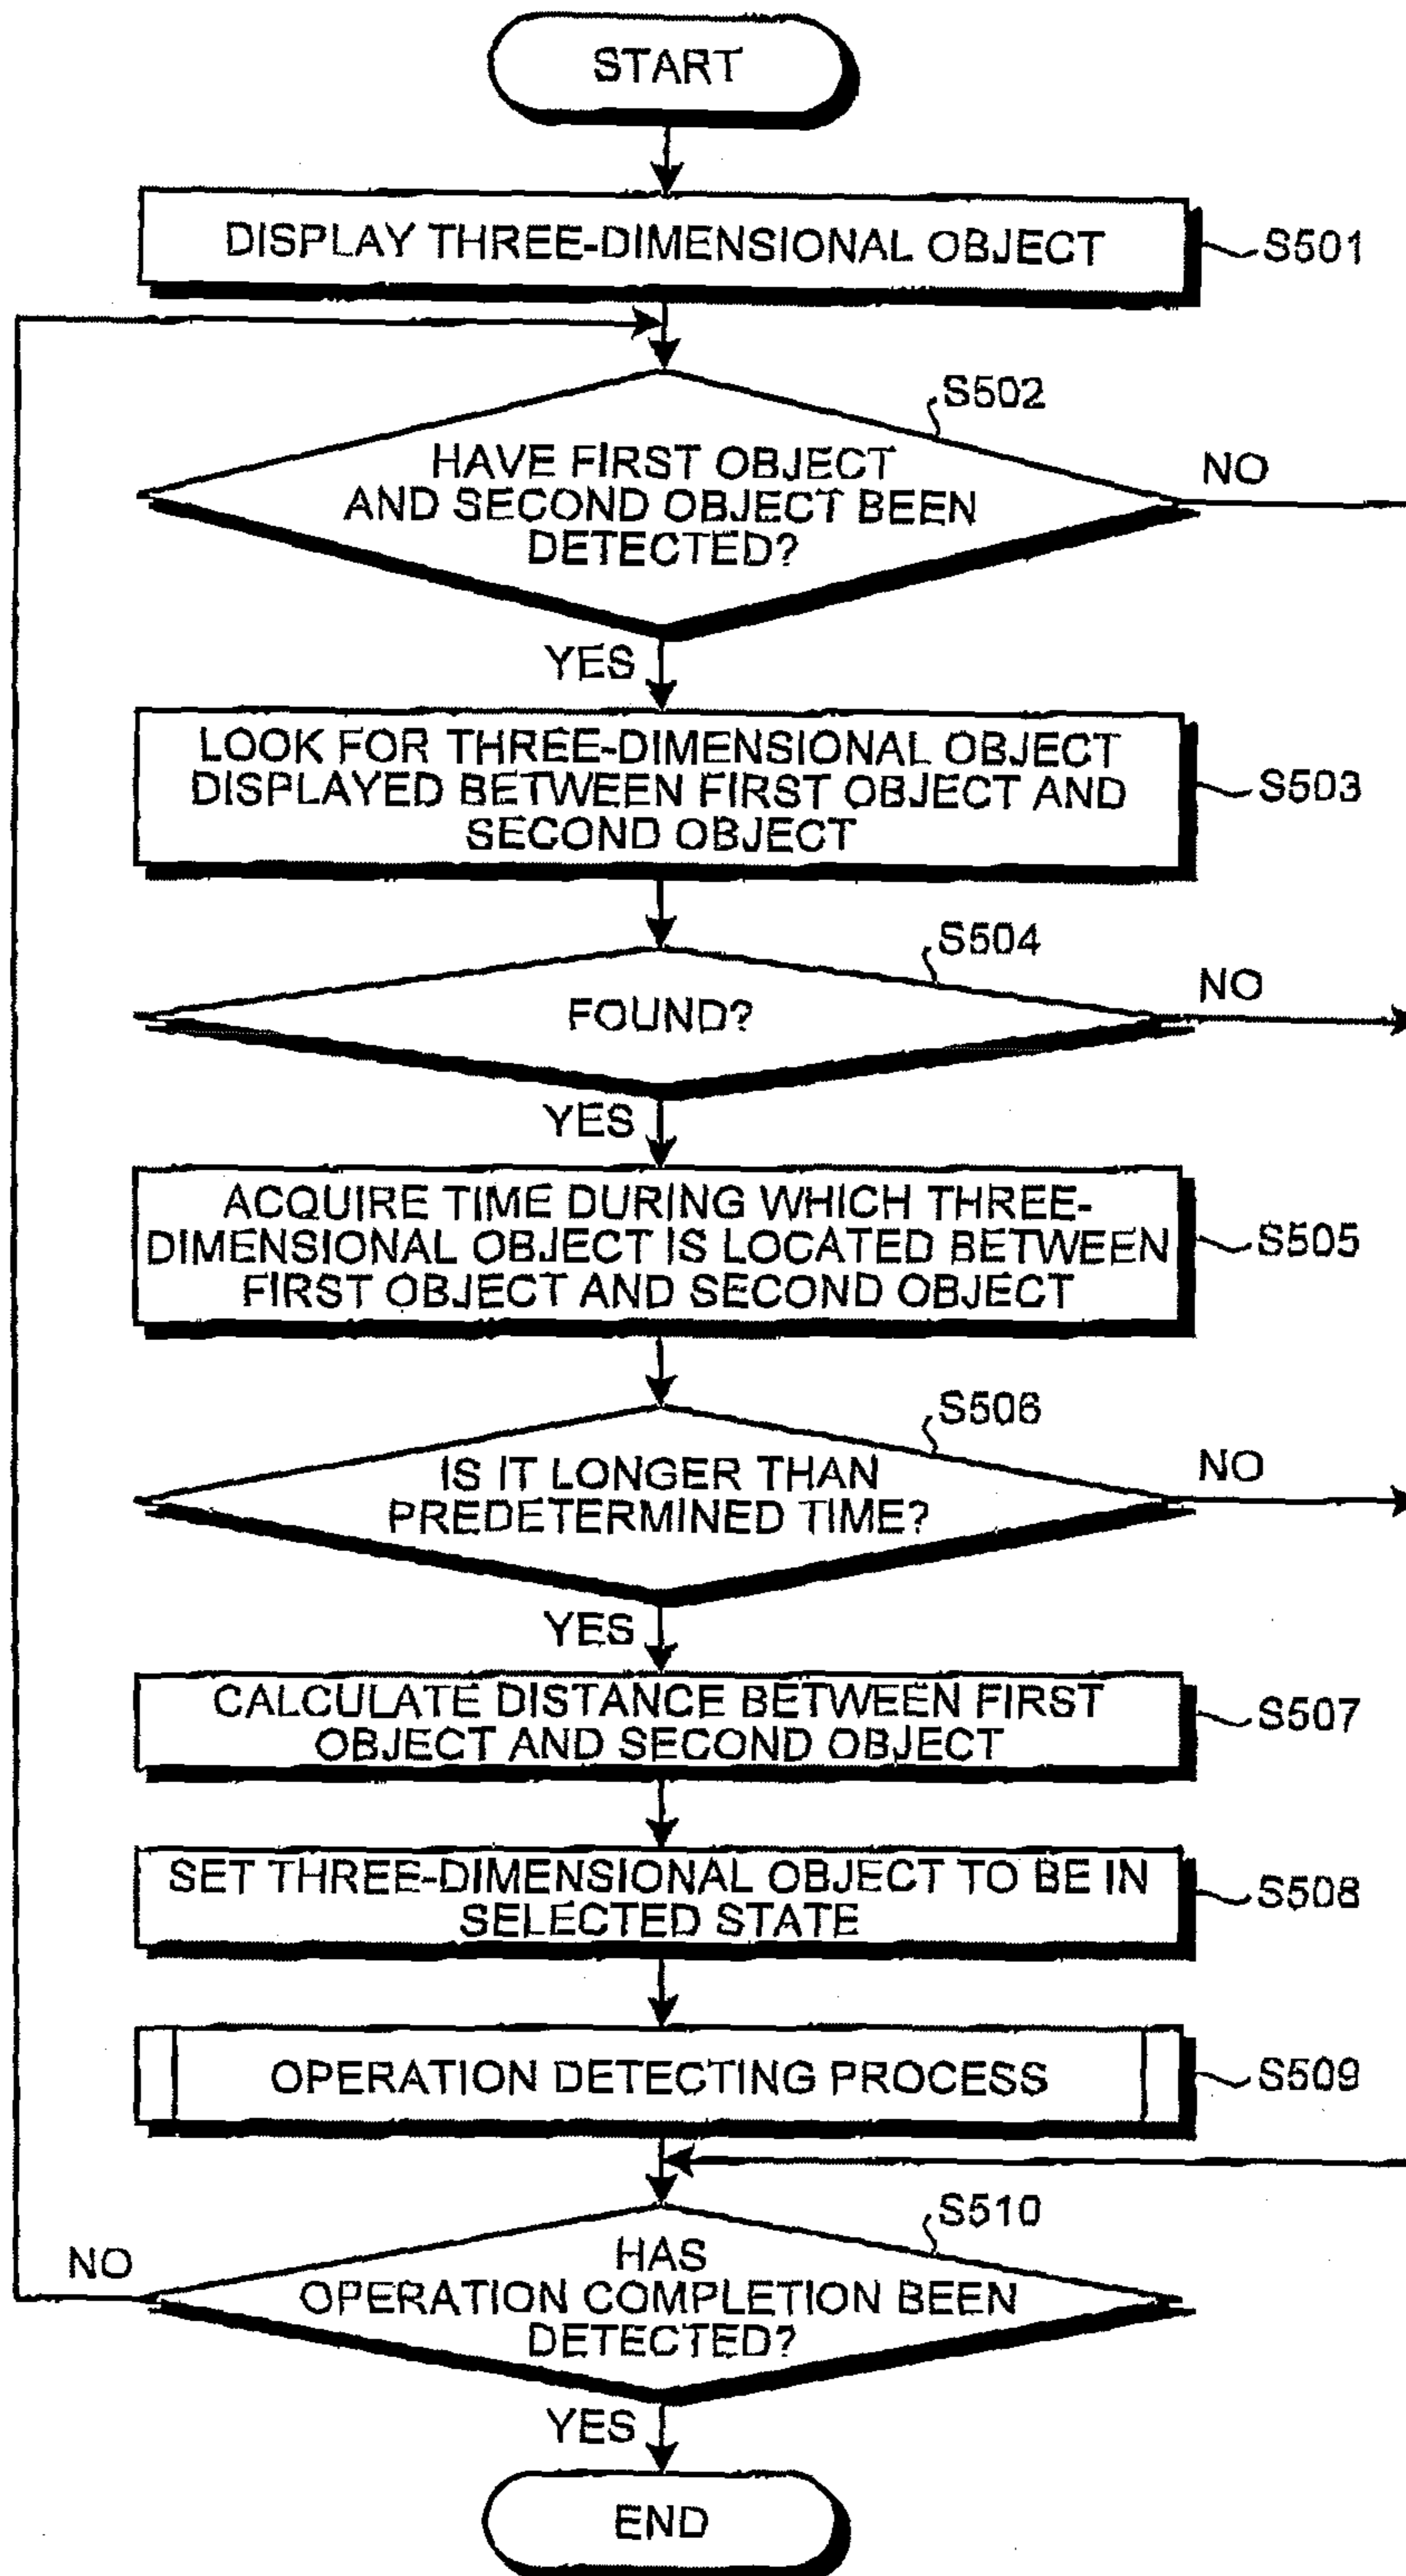 START
DISPLAY THREE-DIMENSIONAL OBJECT
S501
S502
HAVE FIRST OBJECT
AND SECOND OBJECT BEEN
DETECTED?
NO
YES
LOOK FOR THREE-DIMENSIONAL OBJECT
DISPLAYED BETWEEN FIRST OBJECT AND
SECOND OBJECT
S503
S504
FOUND?
NO
YES
ACQUIRE TIME DURING WHICH THREE-
DIMENSIONAL OBJECT IS LOCATED BETWEEN
FIRST OBJECT AND SECOND OBJECT
S505
S506
IS IT LONGER THAN
PREDETERMINED TIME?
NO
YES
CALCULATE DISTANCE BETWEEN FIRST
OBJECT AND SECOND OBJECT
S507
SET THREE-DIMENSIONAL OBJECT TO BE IN
SELECTED STATE
S508
OPERATION DETECTING PROCESS
S509
S510
HAS
OPERATION COMPLETION BEEN
DETECTED?
NO
YES
END